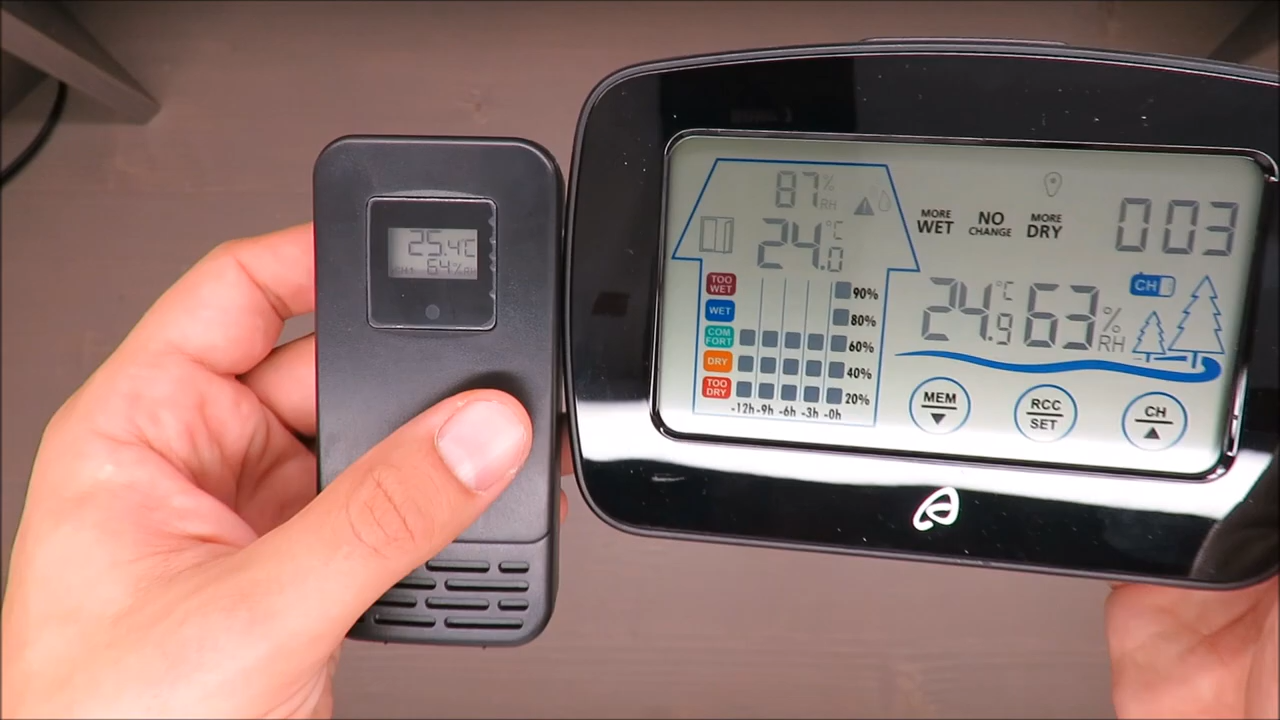 25.4°C
CH1 64%RH
87%RH
24.0°C
TOO WET
WET
COMFORT
DRY
TOO DRY
90%
80%
60%
40%
20%
-12h -9h -6h -3h -0h
MORE WET
NO CHANGE
MORE DRY
003
CH
24.9°C 63%RH
MEM
RCC
SET
CH